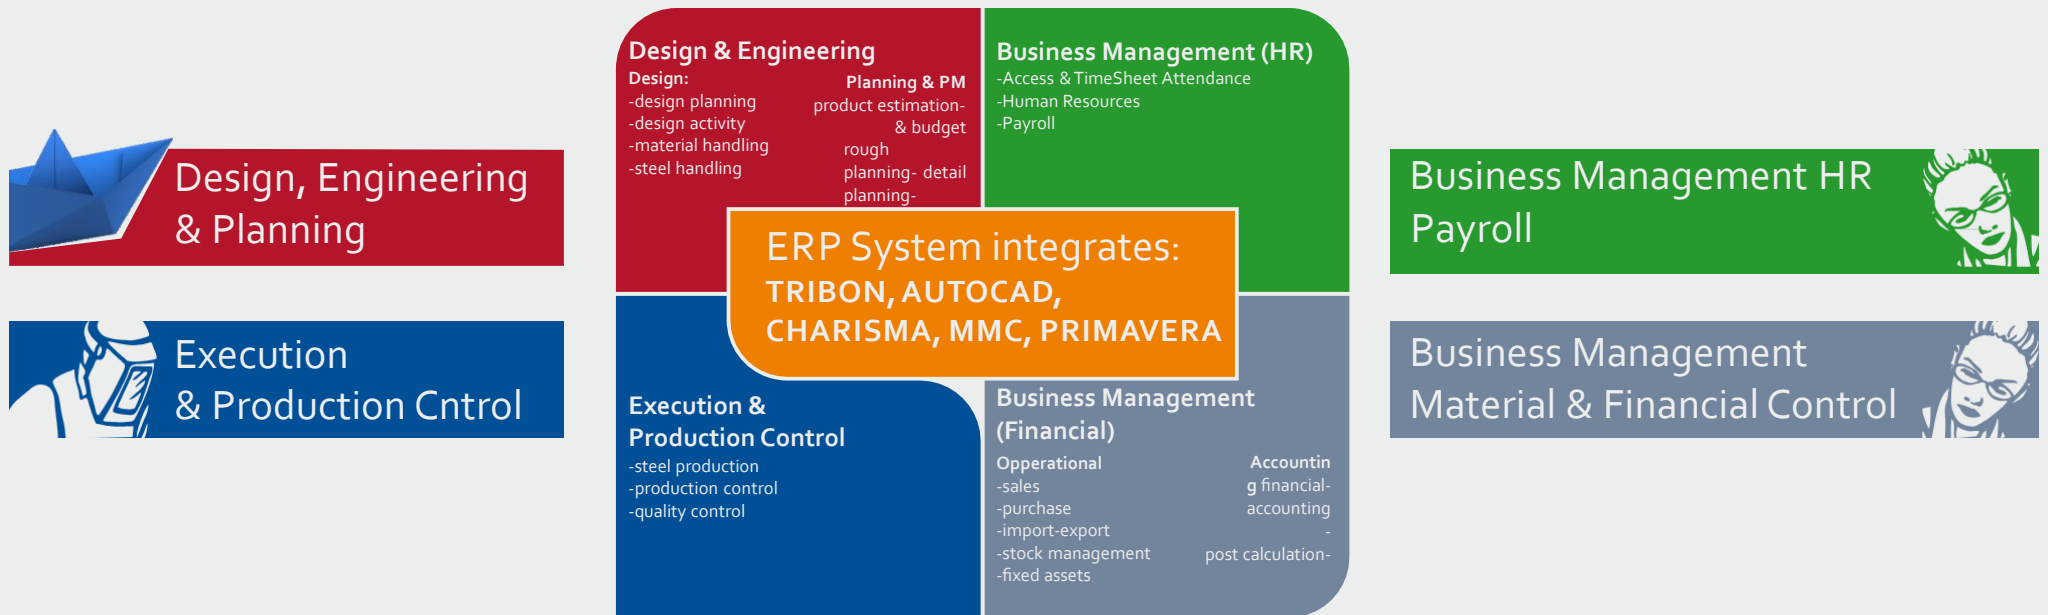 Design, Engineering
& Planning
Execution
& Production Cntrol
Design & Engineering
Design:
-design planning
-design activity
-material handling
-steel handling
Planning & PM
product estimation-
& budget
rough
planning- detail
planning-
Business Management (HR)
-Access & TimeSheet Attendance
-Human Resources
-Payroll
ERP System integrates:
TRIBON, AUTOCAD,
CHARISMA, MMC, PRIMAVERA
Execution &
Production Control
-steel production
-production control
-quality control
Business Management
(Financial)
Opperational
-sales
-purchase
-import-export
-stock management
-fixed assets
Accountin
g financial-
accounting
-
post calculation-
Business Management HR
Payroll
Business Management
Material & Financial Control